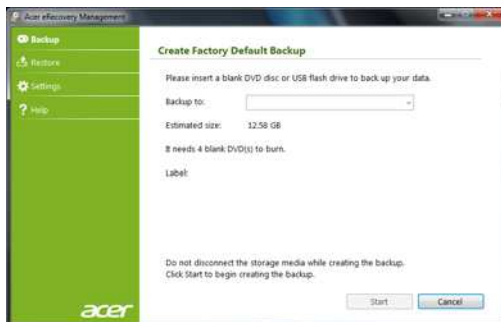 Acer eRecovery Management
Backup
Restore
Settings
Help
Create Factory Default Backup
Please insert a blank DVD disc or USB flash drive to back up your data.
Backup to:
Estimated size: 12.58 GB
It needs 4 blank DVD(s) to burn.
Label:
Do not disconnect the storage media while creating the backup.
Click Start to begin creating the backup.
Start Cancel
acer